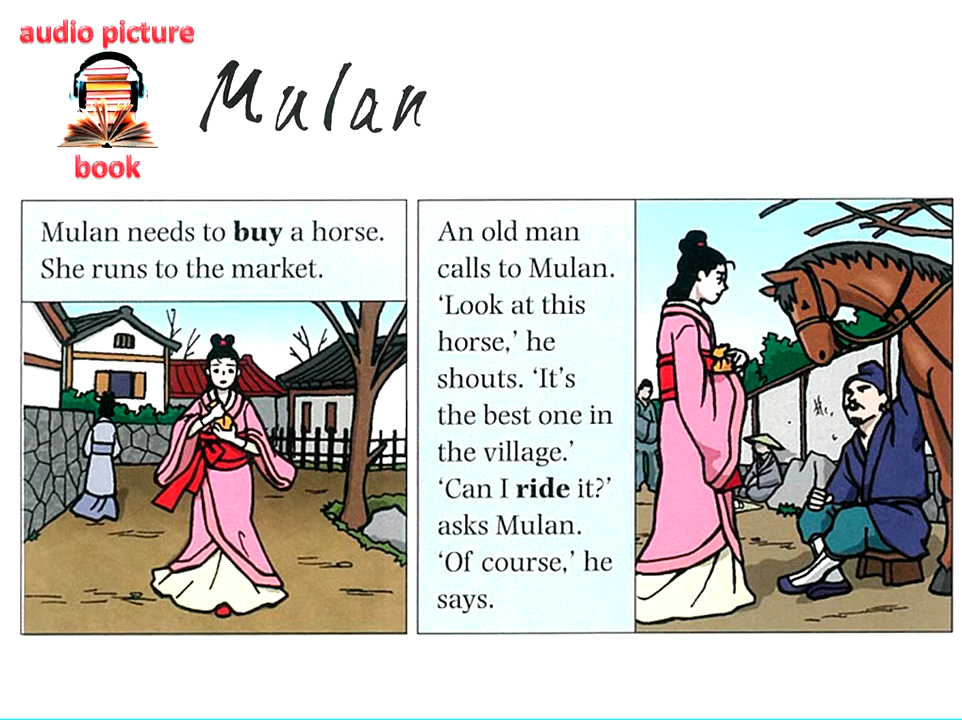 audio picture
book
Mulan
Mulan needs to buy a horse.
She runs to the market.
An old man
calls to Mulan.
‘Look at this
horse,’ he
shouts. ‘It’s
the best one in
the village.’
‘Can I ride it?’
asks Mulan.
‘Of course,’ he
says.